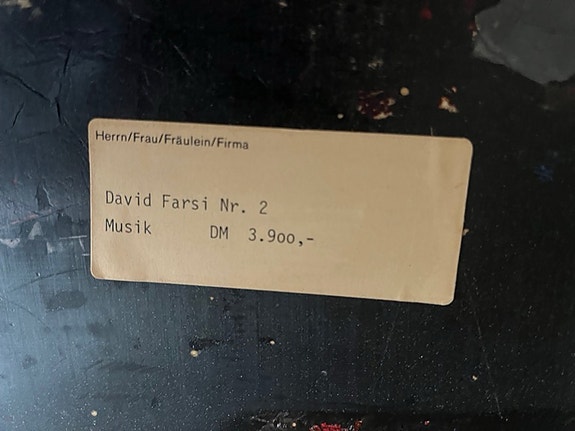 Herrn/Frau/Fräulein/Firma
David Farsi Nr. 2
Musik DM 3.9oo,-